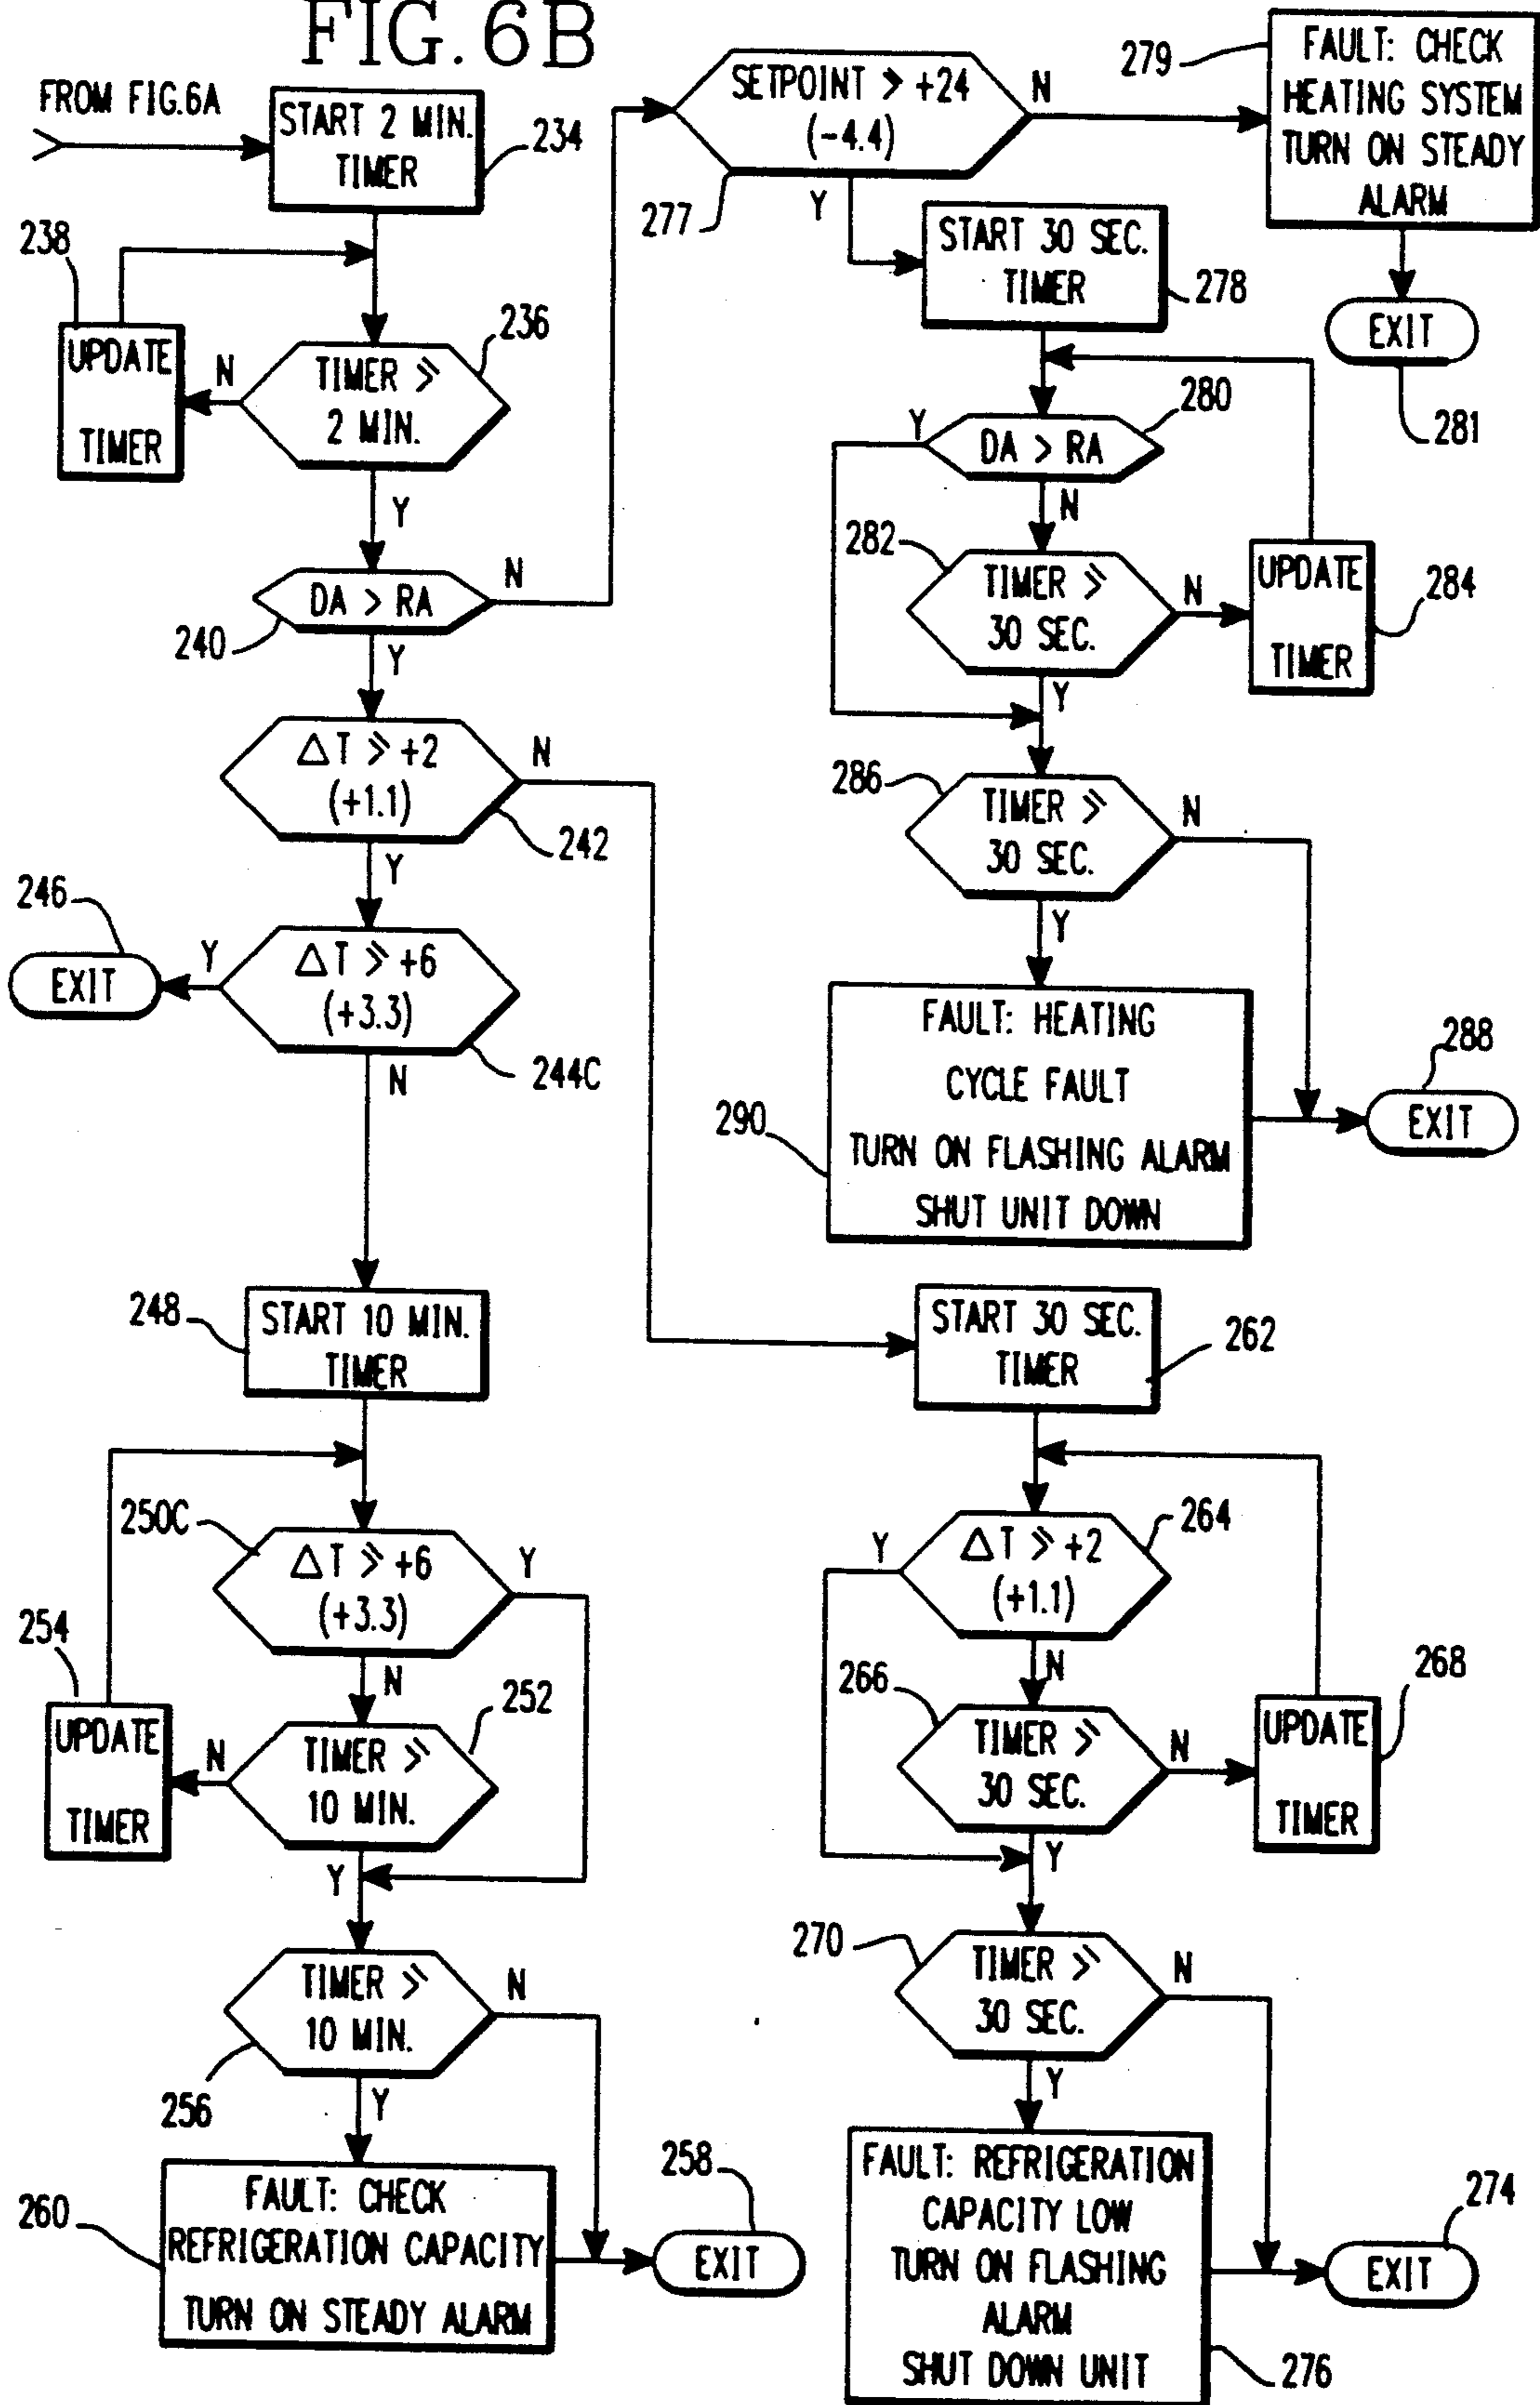 FIG. 6B
FROM FIG.6A
START 2 MIN.
TIMER
234
238
UPDATE
TIMER
N
TIMER ⩾
2 MIN.
236
Y
DA > RA
240
N
Y
△T ⩾ +2
(+1.1)
242
N
Y
246
EXIT
Y
△T ⩾ +6
(+3.3)
244C
N
248
START 10 MIN.
TIMER
250C
△T ⩾ +6
(+3.3)
Y
N
254
UPDATE
TIMER
N
TIMER ⩾
10 MIN.
252
Y
TIMER ⩾
10 MIN.
256
N
Y
260
FAULT: CHECK
REFRIGERATION CAPACITY
TURN ON STEADY ALARM
258
EXIT
SETPOINT ⩾ +24
(-4.4)
277
N
Y
279
FAULT: CHECK
HEATING SYSTEM
TURN ON STEADY
ALARM
EXIT
281
START 30 SEC.
TIMER
278
Y
DA > RA
280
N
282
TIMER ⩾
30 SEC.
N
UPDATE
TIMER
284
Y
286
TIMER ⩾
30 SEC.
N
Y
290
FAULT: HEATING
CYCLE FAULT
TURN ON FLASHING ALARM
SHUT UNIT DOWN
288
EXIT
START 30 SEC.
TIMER
262
Y
△T ⩾ +2
(+1.1)
264
N
266
TIMER ⩾
30 SEC.
N
UPDATE
TIMER
268
Y
270
TIMER ⩾
30 SEC.
N
Y
FAULT: REFRIGERATION
CAPACITY LOW
TURN ON FLASHING
ALARM
SHUT DOWN UNIT
276
274
EXIT